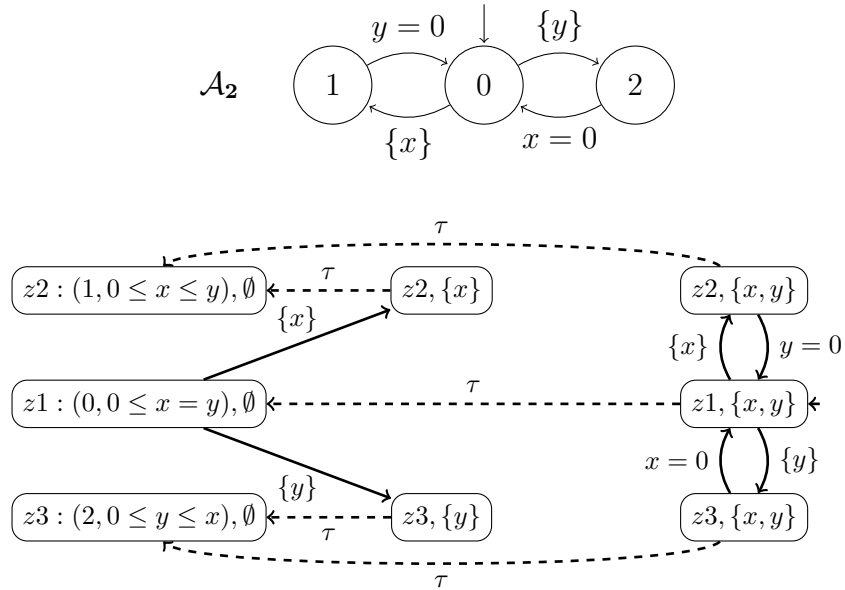 y = 0
{y}
𝒜₂
1
0
2
{x}
x = 0
τ
z2 : (1, 0 ≤ x ≤ y), ∅
τ
z2, {x}
z2, {x, y}
{x}
{x}
y = 0
τ
z1 : (0, 0 ≤ x = y), ∅
z1, {x, y}
{y}
x = 0
{y}
z3 : (2, 0 ≤ y ≤ x), ∅
τ
z3, {y}
z3, {x, y}
τ